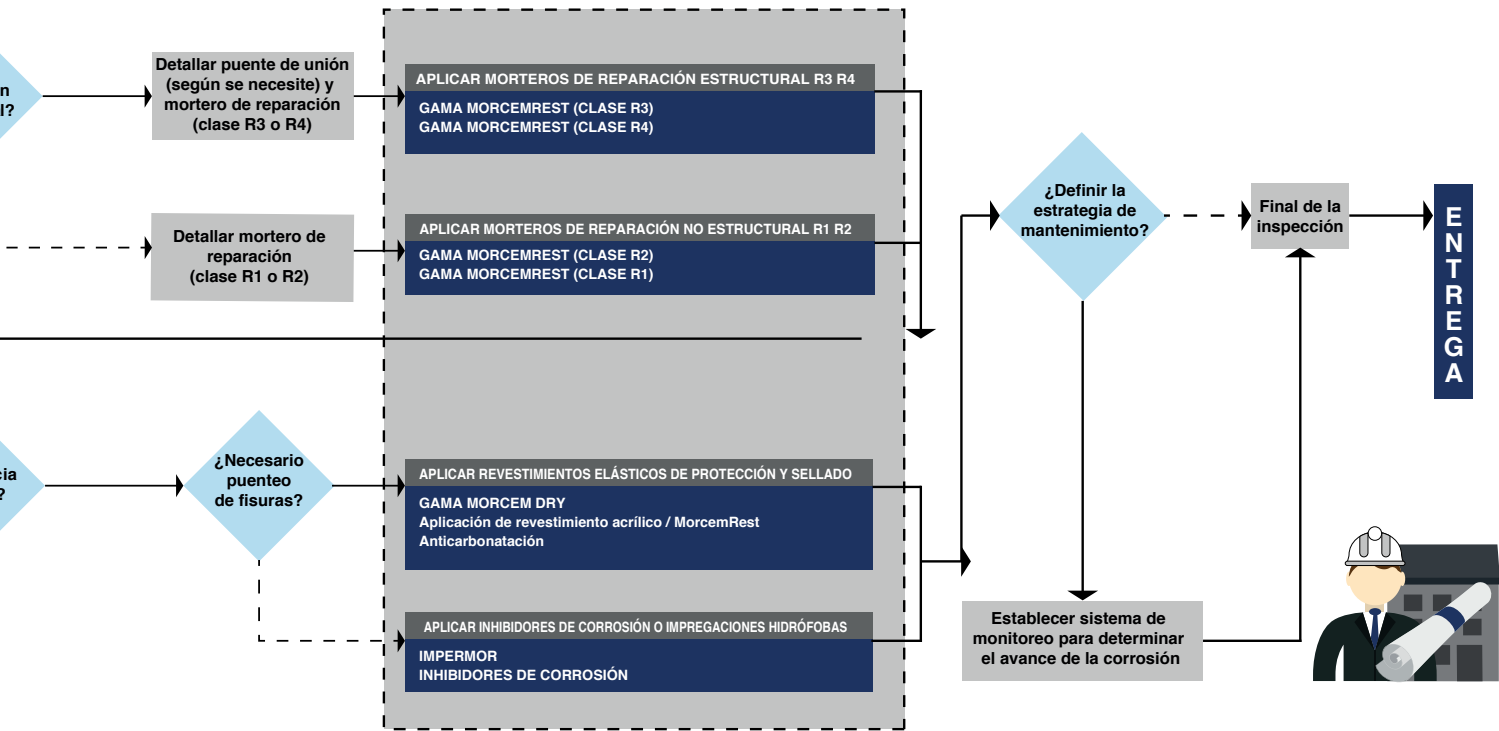 n
l?
Detallar puente de unión
(según se necesite) y
mortero de reparación
(clase R3 o R4)
APLICAR MORTEROS DE REPARACIÓN ESTRUCTURAL R3 R4
GAMA MORCEMREST (CLASE R3)
GAMA MORCEMREST (CLASE R4)
Detallar mortero de
reparación
(clase R1 o R2)
APLICAR MORTEROS DE REPARACIÓN NO ESTRUCTURAL R1 R2
GAMA MORCEMREST (CLASE R2)
GAMA MORCEMREST (CLASE R1)
¿Definir la
estrategia de
mantenimiento?
Final de la
inspección
ENTREGA
cia
?
¿Necesario
puenteo
de fisuras?
APLICAR REVESTIMIENTOS ELÁSTICOS DE PROTECCIÓN Y SELLADO
GAMA MORCEM DRY
Aplicación de revestimiento acrílico / MorcemRest
Anticarbonatación
APLICAR INHIBIDORES DE CORROSIÓN O IMPREGACIONES HIDRÓFOBAS
IMPERMOR
INHIBIDORES DE CORROSIÓN
Establecer sistema de
monitoreo para determinar
el avance de la corrosión